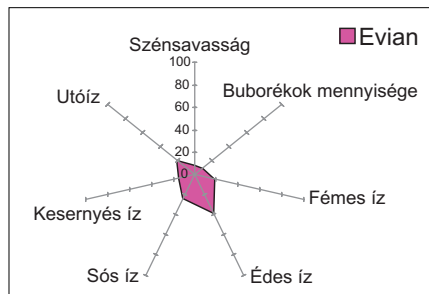 Evian
Szénsavasság
100
80
60
40
20
0
Buborékok mennyisége
Fémes íz
Édes íz
Sós íz
Kesernyés íz
Utóíz